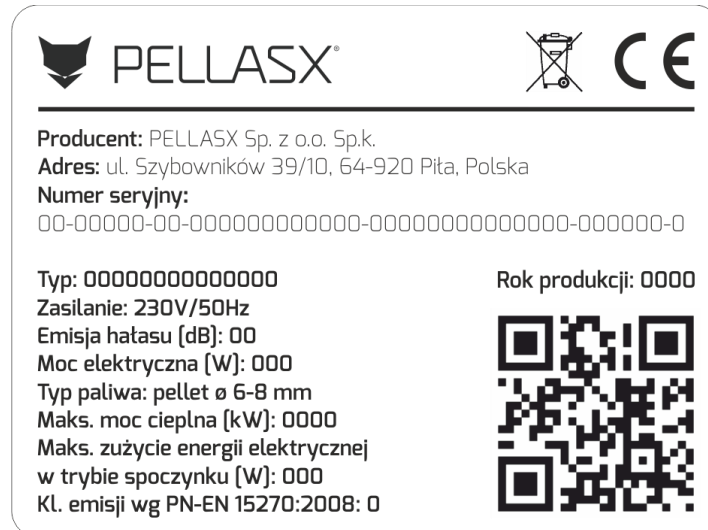 PELLASX®
Producent: PELLASX Sp. z o.o. Sp.k.
Adres: ul. Szybowników 39/10, 64-920 Piła, Polska
Numer seryjny:
00-00000-00-000000000000-00000000000000-000000-0
Typ: 00000000000000
Zasilanie: 230V/50Hz
Emisja hałasu [dB]: 00
Moc elektryczna [W]: 000
Typ paliwa: pellet ø 6-8 mm
Maks. moc cieplna [kW]: 0000
Maks. zużycie energii elektrycznej
w trybie spoczynku [W]: 000
Kl. emisji wg PN-EN 15270:2008: 0
Rok produkcji: 0000